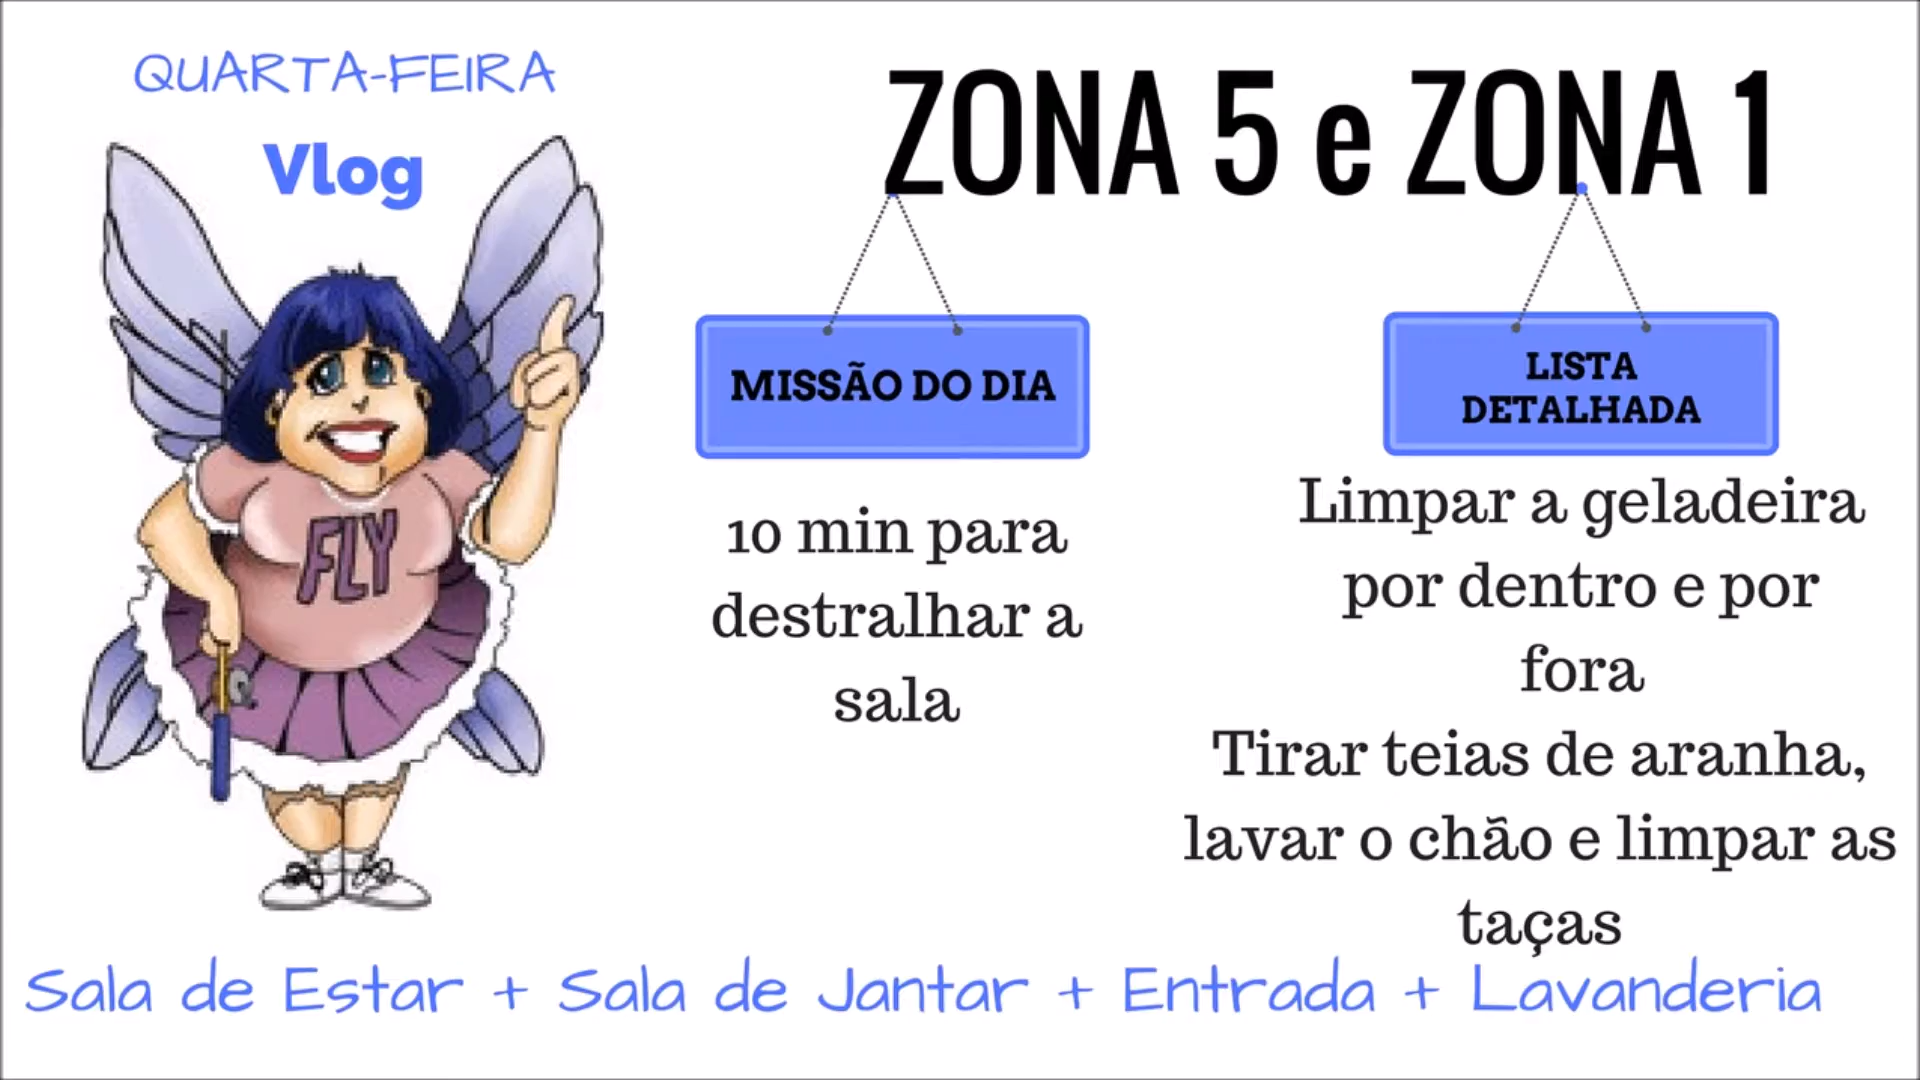 QUARTA-FEIRA
Vlog
FLY
ZONA 5 e ZONA 1
MISSÃO DO DIA
10 min para
destralhar a
sala
LISTA
DETALHADA
Limpar a geladeira
por dentro e por
fora
Tirar teias de aranha,
lavar o chão e limpar as
taças
Sala de Estar + Sala de Jantar + Entrada + Lavanderia